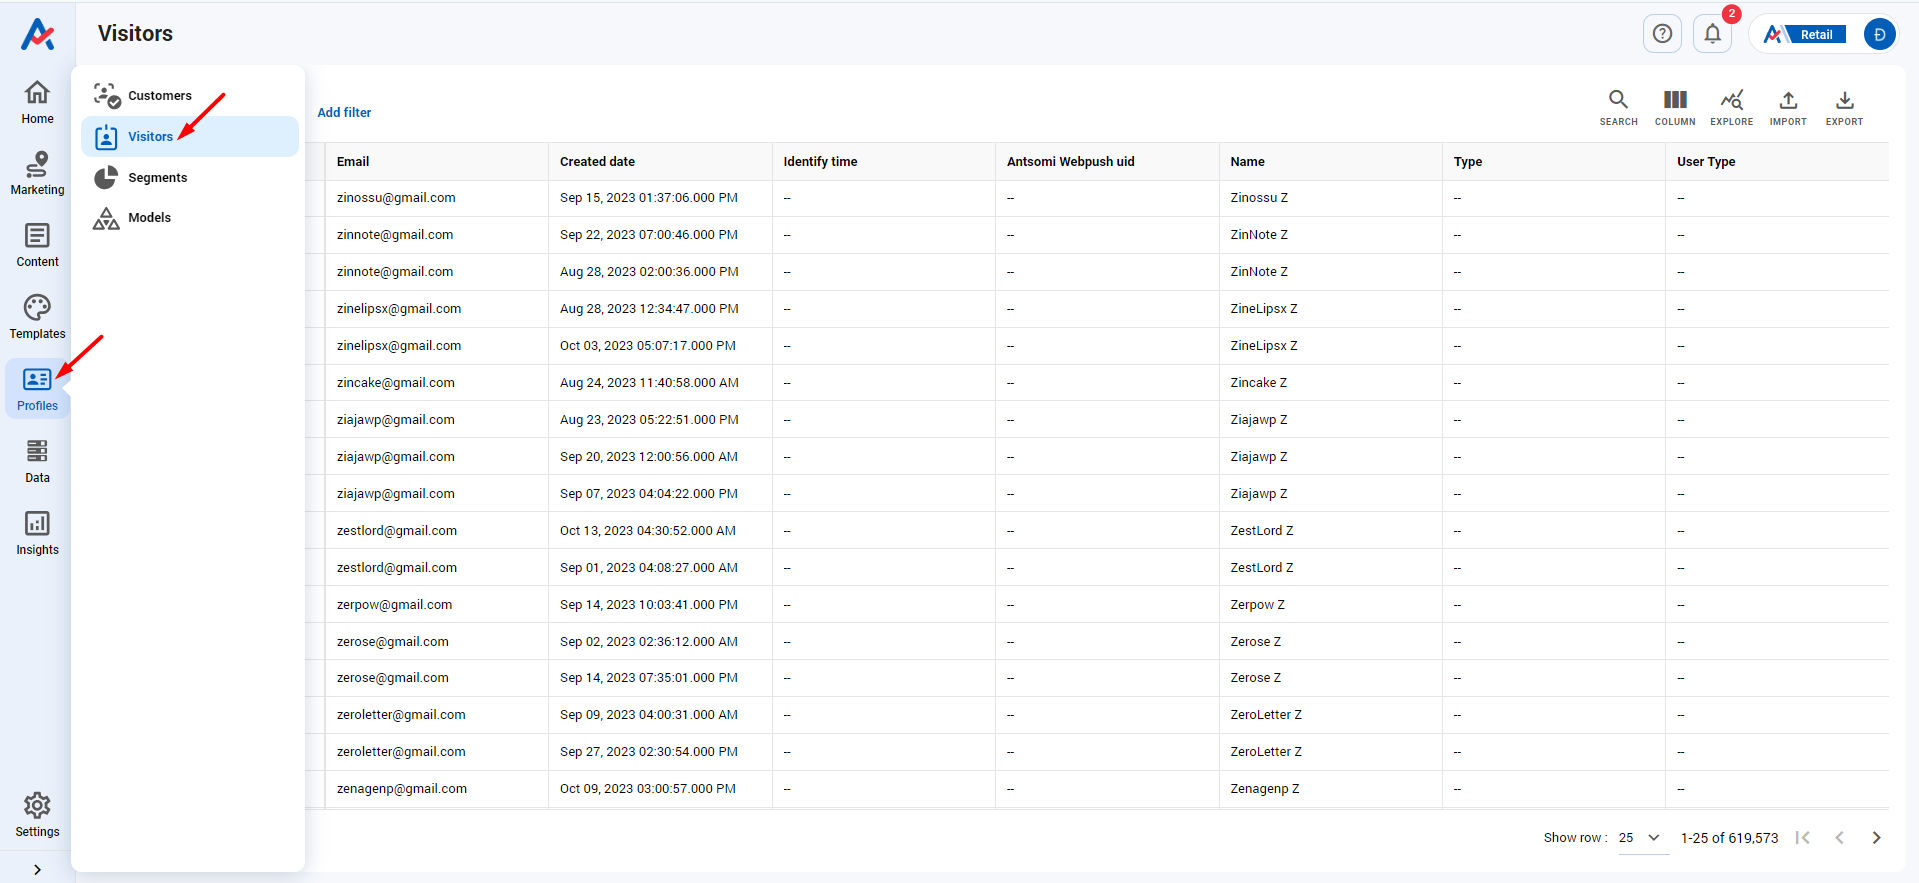 Visitors
2
Retail
Đ
Home
Marketing
Content
Templates
Profiles
Data
Insights
Settings
Customers
Visitors
Segments
Models
Add filter
SEARCH COLUMN EXPLORE IMPORT EXPORT
Email Created date Identify time Antsomi Webpush uid Name Type User Type
zinossu@gmail.com Sep 15, 2023 01:37:06.000 PM -- -- Zinossu Z -- --
zinnote@gmail.com Sep 22, 2023 07:00:46.000 PM -- -- ZinNote Z -- --
zinnote@gmail.com Aug 28, 2023 02:00:36.000 PM -- -- ZinNote Z -- --
zinelipsx@gmail.com Aug 28, 2023 12:34:47.000 PM -- -- ZineLipsx Z -- --
zinelipsx@gmail.com Oct 03, 2023 05:07:17.000 PM -- -- ZineLipsx Z -- --
zincake@gmail.com Aug 24, 2023 11:40:58.000 AM -- -- Zincake Z -- --
ziajawp@gmail.com Aug 23, 2023 05:22:51.000 PM -- -- Ziajawp Z -- --
ziajawp@gmail.com Sep 20, 2023 12:00:56.000 AM -- -- Ziajawp Z -- --
ziajawp@gmail.com Sep 07, 2023 04:04:22.000 PM -- -- Ziajawp Z -- --
zestlord@gmail.com Oct 13, 2023 04:30:52.000 AM -- -- ZestLord Z -- --
zestlord@gmail.com Sep 01, 2023 04:08:27.000 AM -- -- ZestLord Z -- --
zerpow@gmail.com Sep 14, 2023 10:03:41.000 PM -- -- Zerpow Z -- --
zerose@gmail.com Sep 02, 2023 02:36:12.000 AM -- -- Zerose Z -- --
zerose@gmail.com Sep 14, 2023 07:35:01.000 PM -- -- Zerose Z -- --
zeroletter@gmail.com Sep 09, 2023 04:00:31.000 AM -- -- ZeroLetter Z -- --
zeroletter@gmail.com Sep 27, 2023 02:30:54.000 PM -- -- ZeroLetter Z -- --
zenagenp@gmail.com Oct 09, 2023 03:00:57.000 PM -- -- Zenagenp Z -- --
Show row : 25 1-25 of 619,573